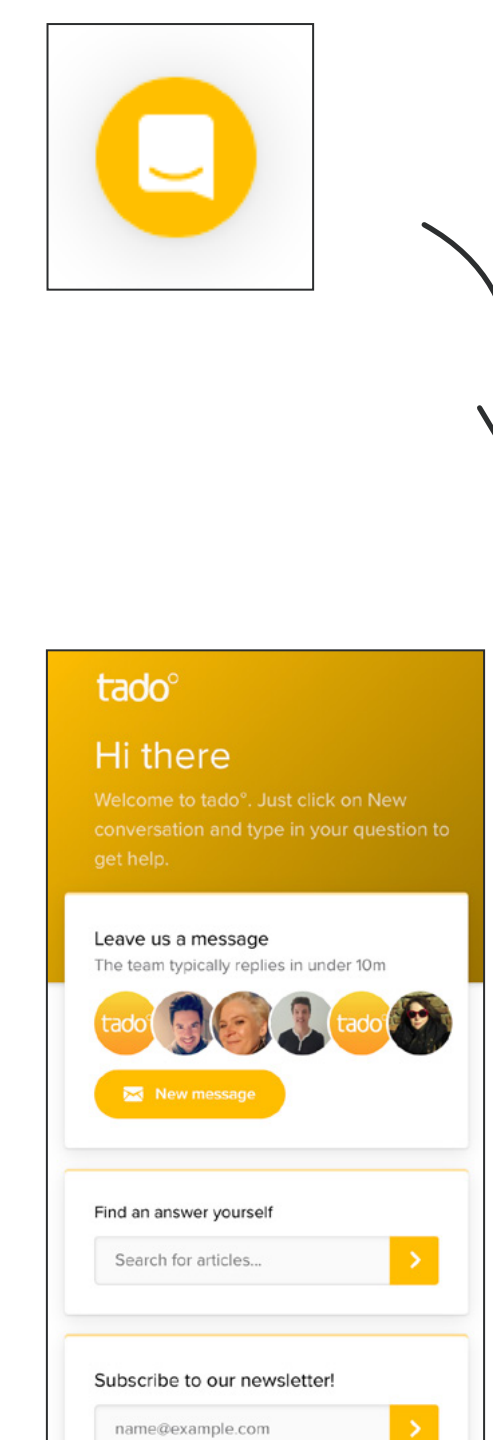 tado°
Hi there
Welcome to tado°. Just click on New
conversation and type in your question to
get help.
Leave us a message
The team typically replies in under 10m
tado°
tado°
New message
Find an answer yourself
Search for articles...
Subscribe to our newsletter!
name@example.com